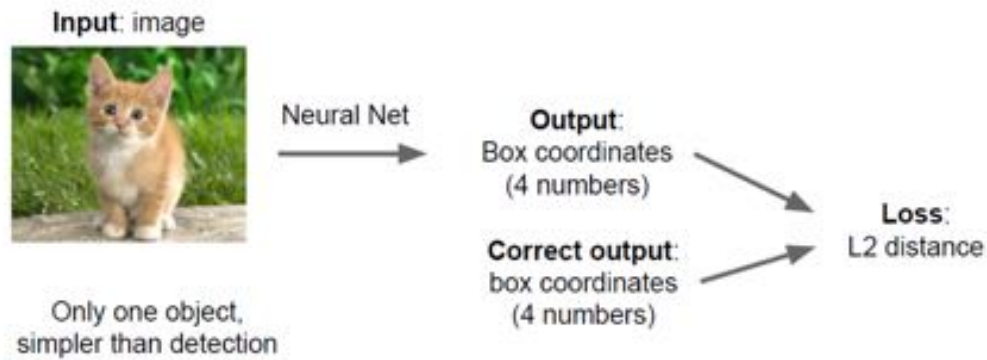 Input: image
Neural Net
Output:
Box coordinates
(4 numbers)
Correct output:
box coordinates
(4 numbers)
Loss:
L2 distance
Only one object,
simpler than detection